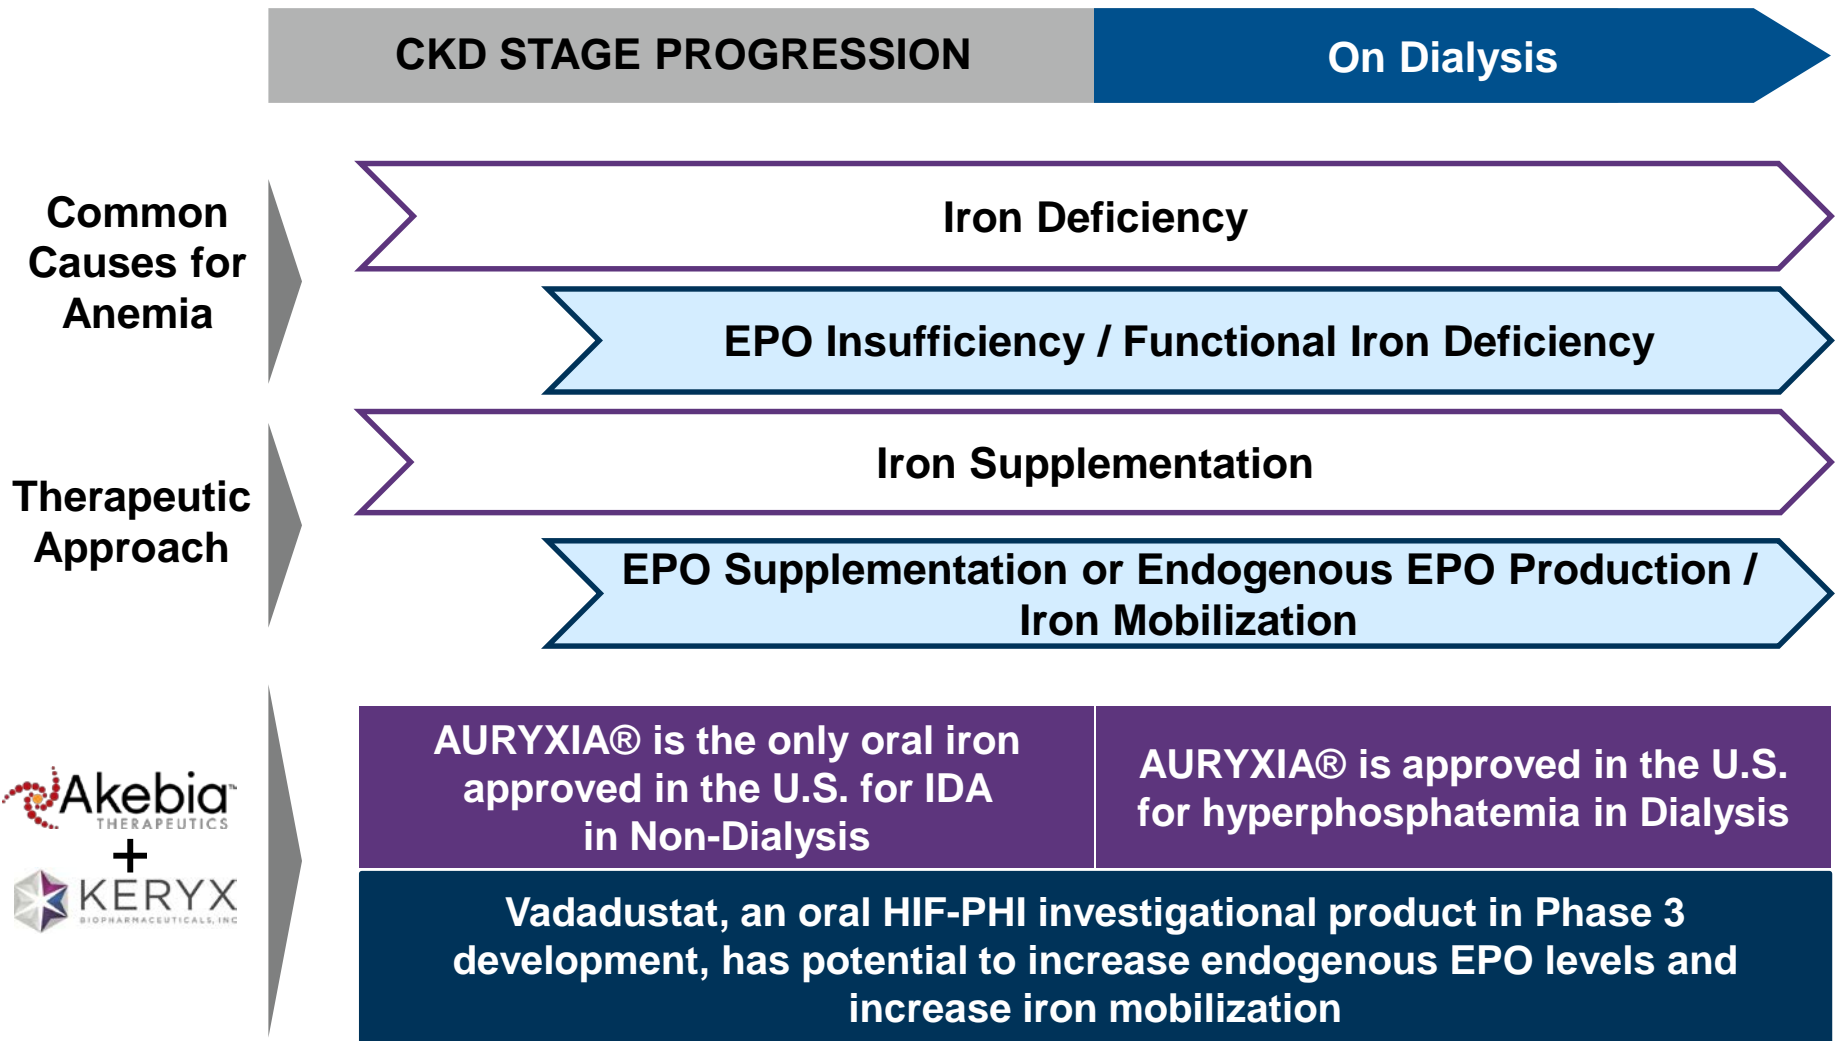 CKD STAGE PROGRESSION
On Dialysis
Common
Causes for
Anemia
Iron Deficiency
EPO Insufficiency / Functional Iron Deficiency
Therapeutic
Approach
Iron Supplementation
EPO Supplementation or Endogenous EPO Production /
Iron Mobilization
Akebia™
THERAPEUTICS
+
KERYX
BIOPHARMACEUTICALS, INC
AURYXIA® is the only oral iron
approved in the U.S. for IDA
in Non-Dialysis
AURYXIA® is approved in the U.S.
for hyperphosphatemia in Dialysis
Vadadustat, an oral HIF-PHI investigational product in Phase 3
development, has potential to increase endogenous EPO levels and
increase iron mobilization